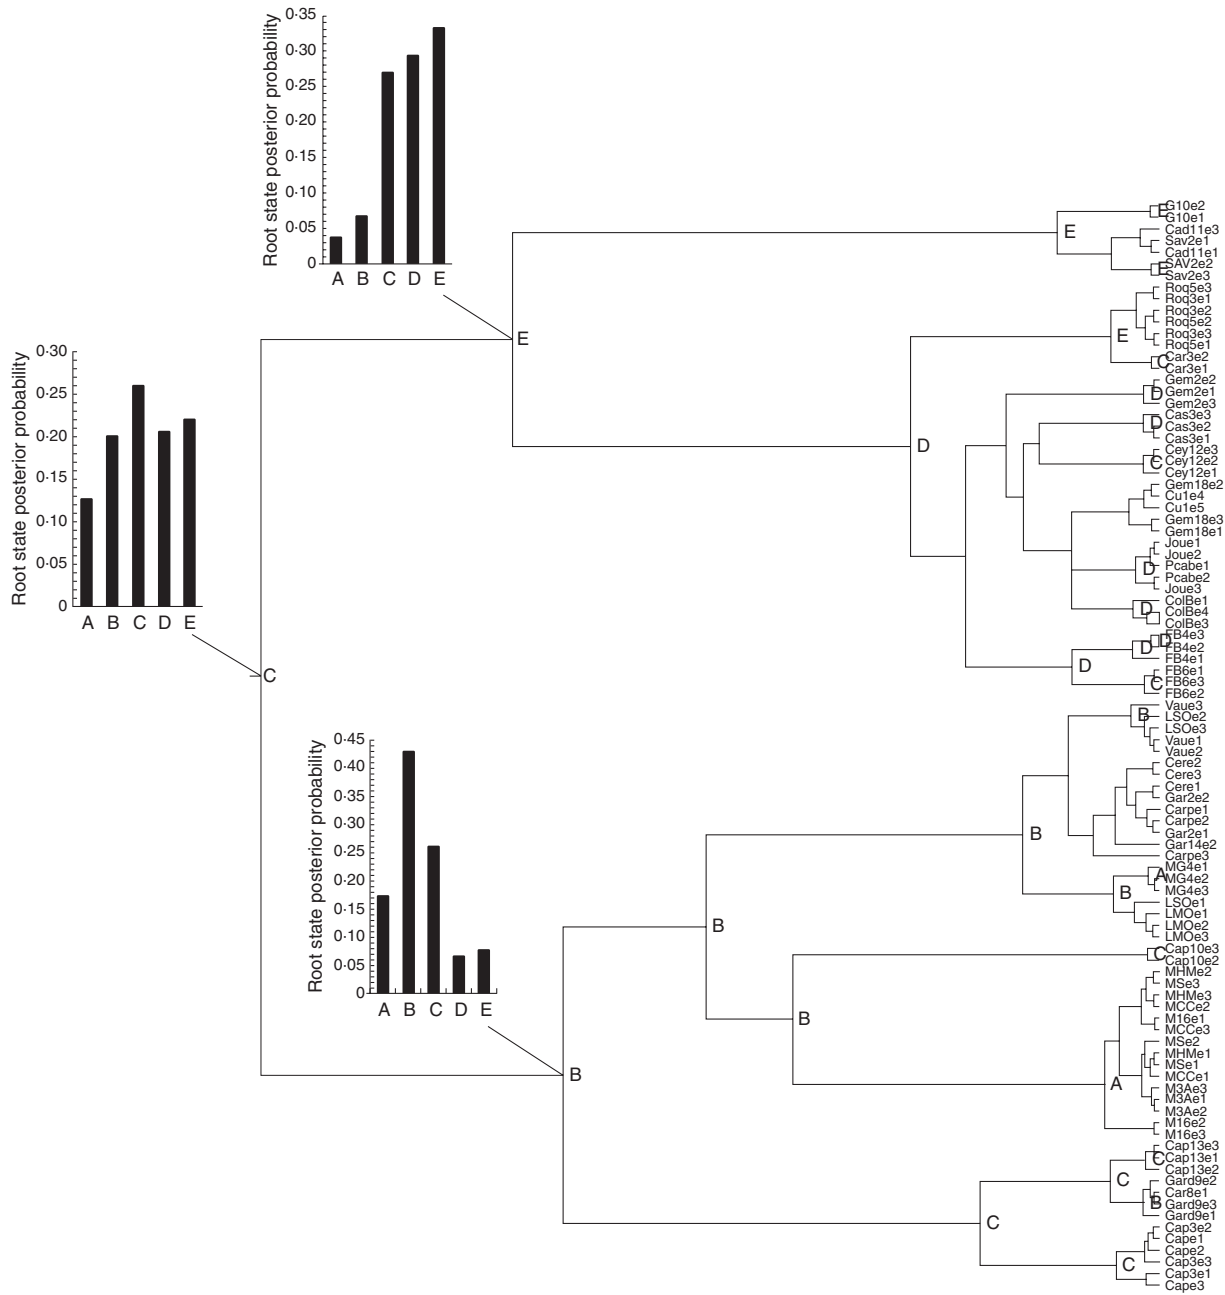 Root state posterior probability
0·35
0·30
0·25
0·20
0·15
0·10
0·05
0
A B C D E
Root state posterior probability
0·30
0·25
0·20
0·15
0·10
0·05
0
A B C D E
Root state posterior probability
0·45
0·40
0·35
0·30
0·25
0·20
0·15
0·10
0·05
0
A B C D E
C
E
B
E
D
E
B
B
B
B
C
A
C
C
E G10e2
G10e1
Cad11e3
Sav2e1
Cad11e1
E SAV2e2
Sav2e3
Roq5e3
Roq3e1
Roq3e2
Roq5e2
Roq3e3
Roq5e1
C Car3e2
Car3e1
Gem2e2
D Gem2e1
Gem2e3
Cas3e3
D Cas3e2
Cas3e1
Cey12e3
C Cey12e2
Cey12e1
Gem18e2
Cu1e4
Cu1e5
Gem18e3
Gem18e1
Joue1
Joue2
D Pcabe1
Pcabe2
Joue3
ColBe1
D ColBe4
ColBe3
D FB4e3
D FB4e2
FB4e1
D FB6e1
C FB6e3
FB6e2
Vaue3
B LSOe2
LSOe3
Vaue1
Vaue2
Cere2
Cere3
Cere1
Gar2e2
Carpe1
Carpe2
Gar2e1
Gar14e2
Carpe3
MG4e1
A MG4e2
MG4e3
LSOe1
LMOe1
LMOe2
LMOe3
C Cap10e3
Cap10e2
MHMe2
MSe3
MHMe3
MCCe2
M16e1
MCCe3
MSe2
MHMe1
MSe1
MCCe1
M3Ae3
M3Ae1
M3Ae2
M16e2
M16e3
Cap13e3
C Cap13e1
Cap13e2
Gard9e2
Car8e1
B Gard9e3
Gard9e1
Cap3e2
Cape1
Cape2
C Cap3e3
Cap3e1
Cape3